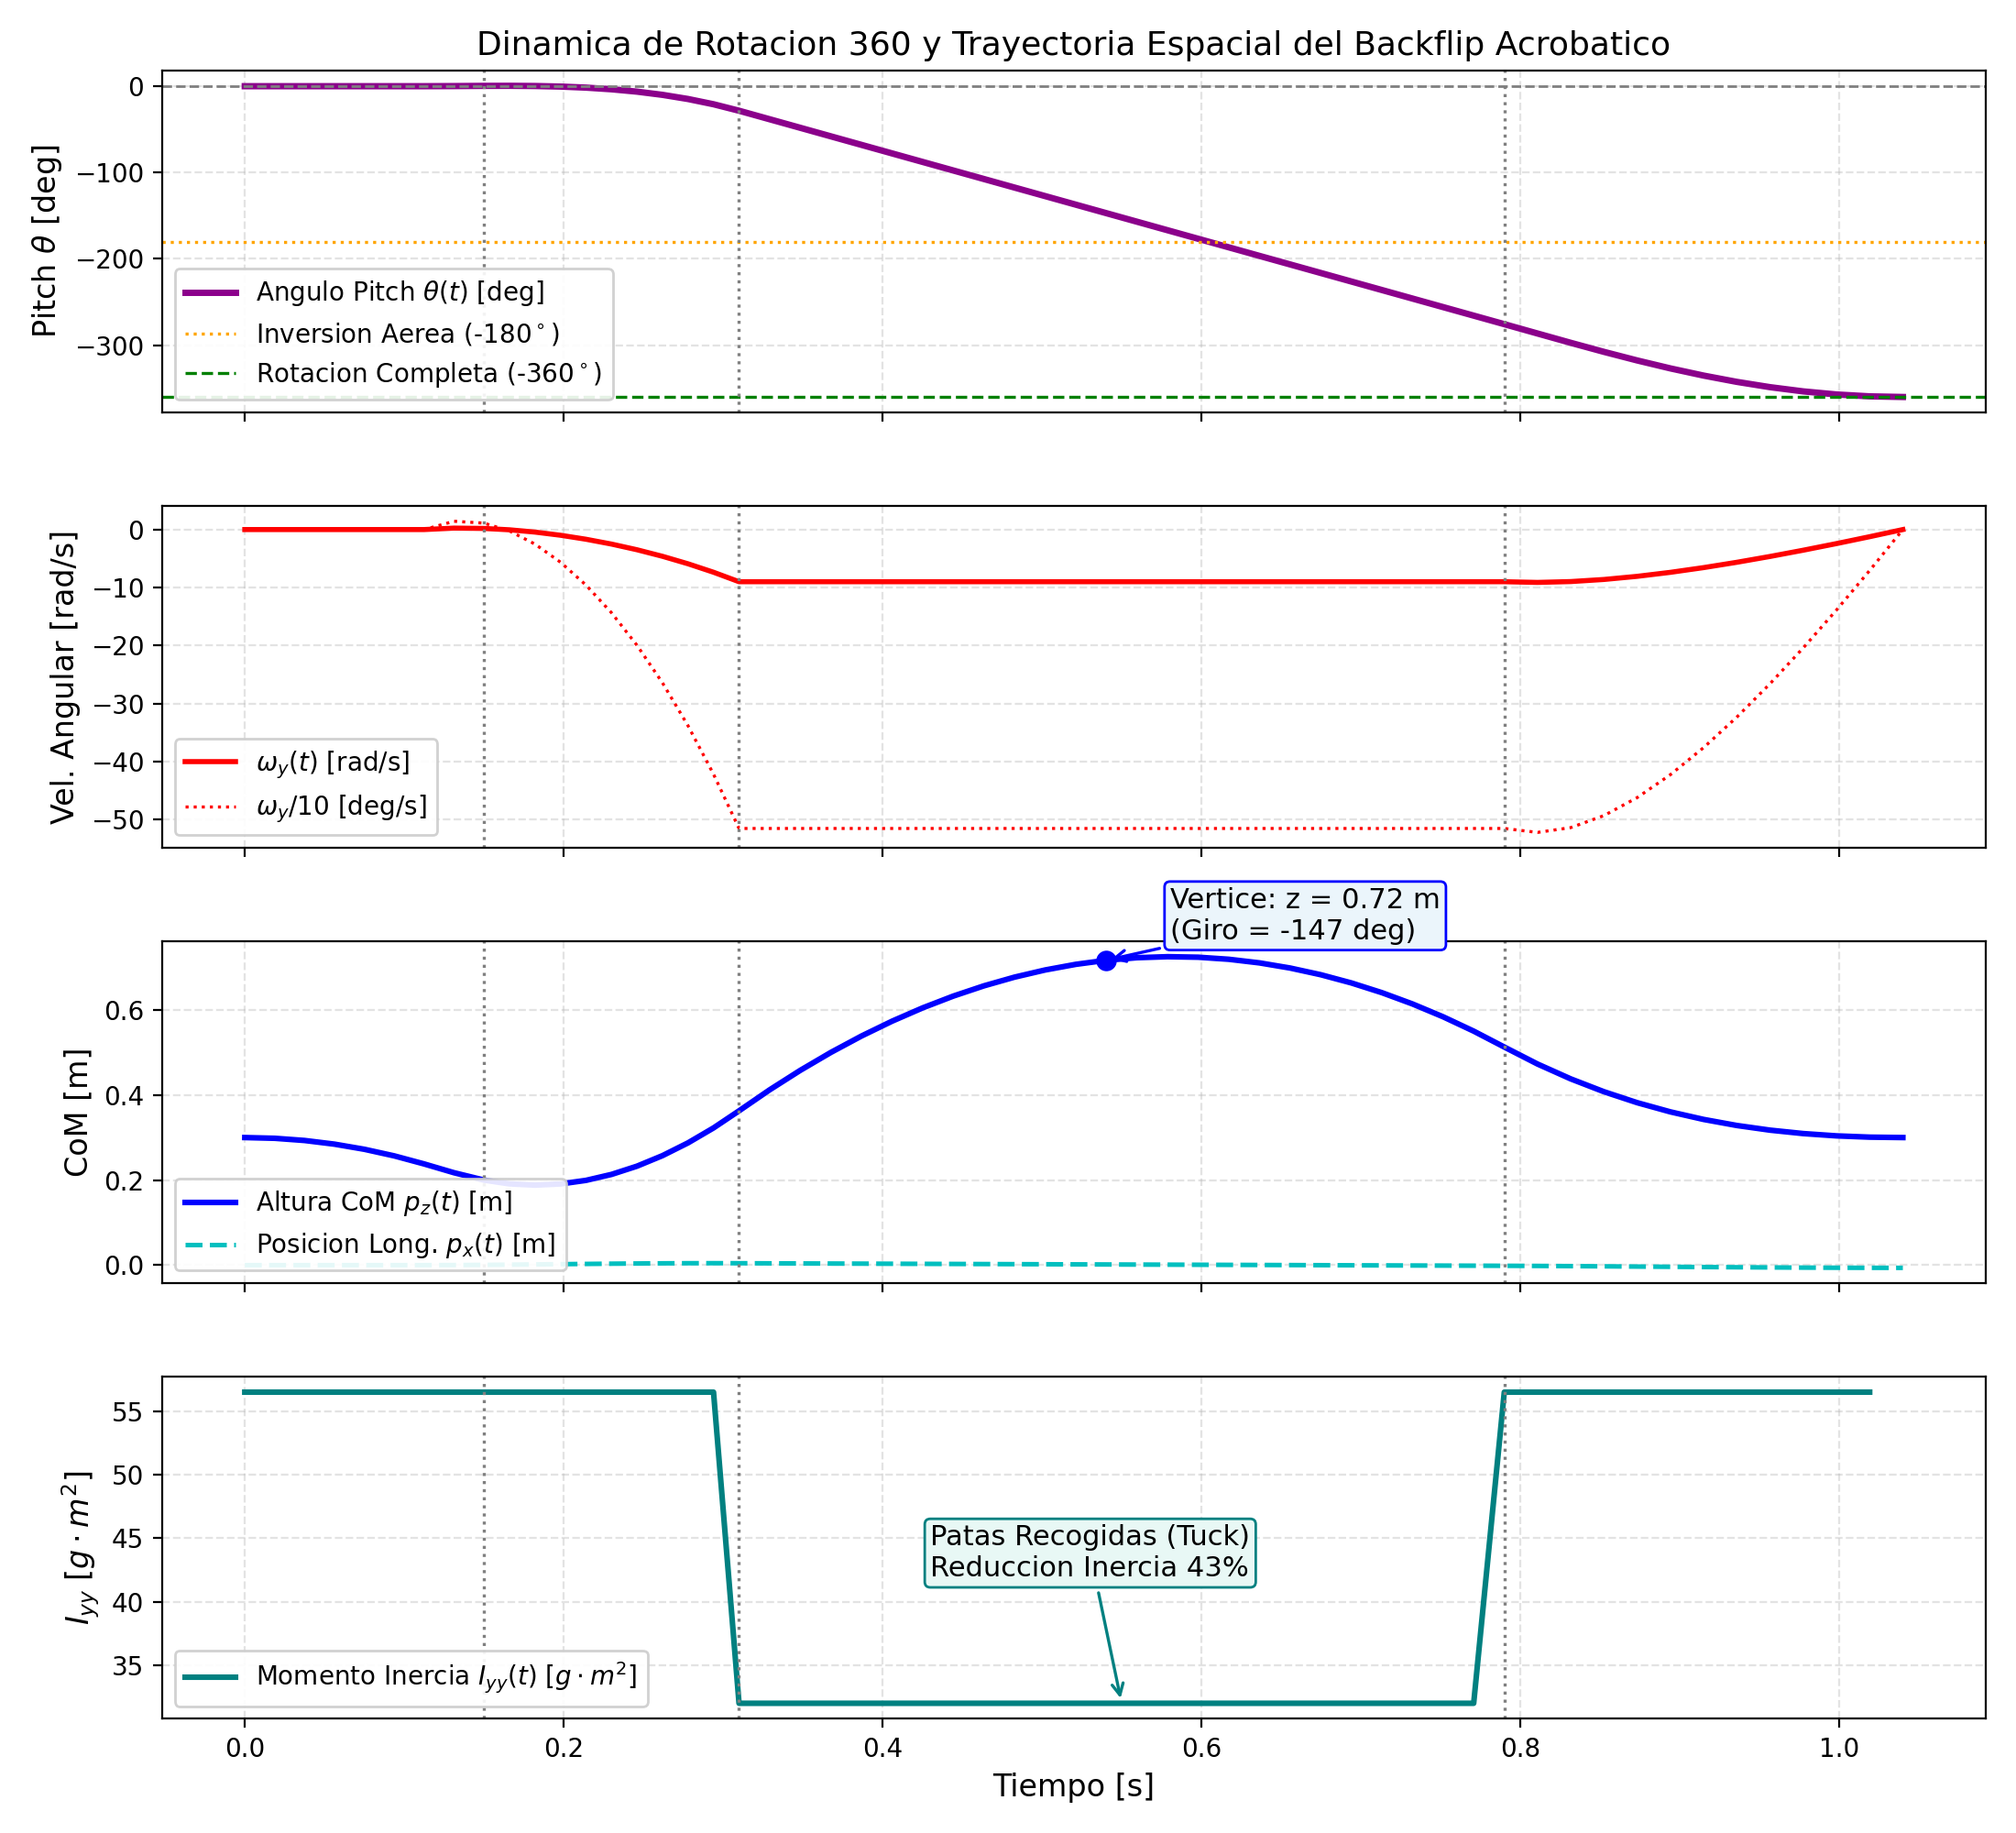 Dinamica de Rotacion 360 y Trayectoria Espacial del Backflip Acrobatico
Pitch θ [deg]
0
−100
−200
−300
Angulo Pitch θ(t) [deg]
Inversion Aerea (-180°)
Rotacion Completa (-360°)
Vel. Angular [rad/s]
0
−10
−20
−30
−40
−50
ω_y(t) [rad/s]
ω_y/10 [deg/s]
Vertice: z = 0.72 m
(Giro = -147 deg)
CoM [m]
0.6
0.4
0.2
0.0
Altura CoM p_z(t) [m]
Posicion Long. p_x(t) [m]
I_yy [g · m²]
55
50
45
40
35
Patas Recogidas (Tuck)
Reduccion Inercia 43%
Momento Inercia I_yy(t) [g · m²]
0.0 0.2 0.4 0.6 0.8 1.0
Tiempo [s]